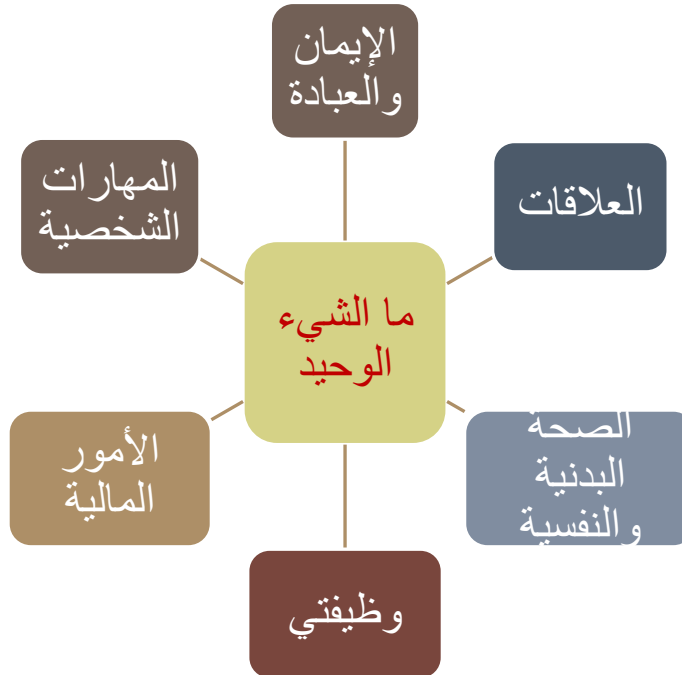 الإيمان
والعبادة
العلاقات
الصحة
البدنية
والنفسية
وظيفتي
الأمور
المالية
المهارات
الشخصية
ما الشيء
الوحيد